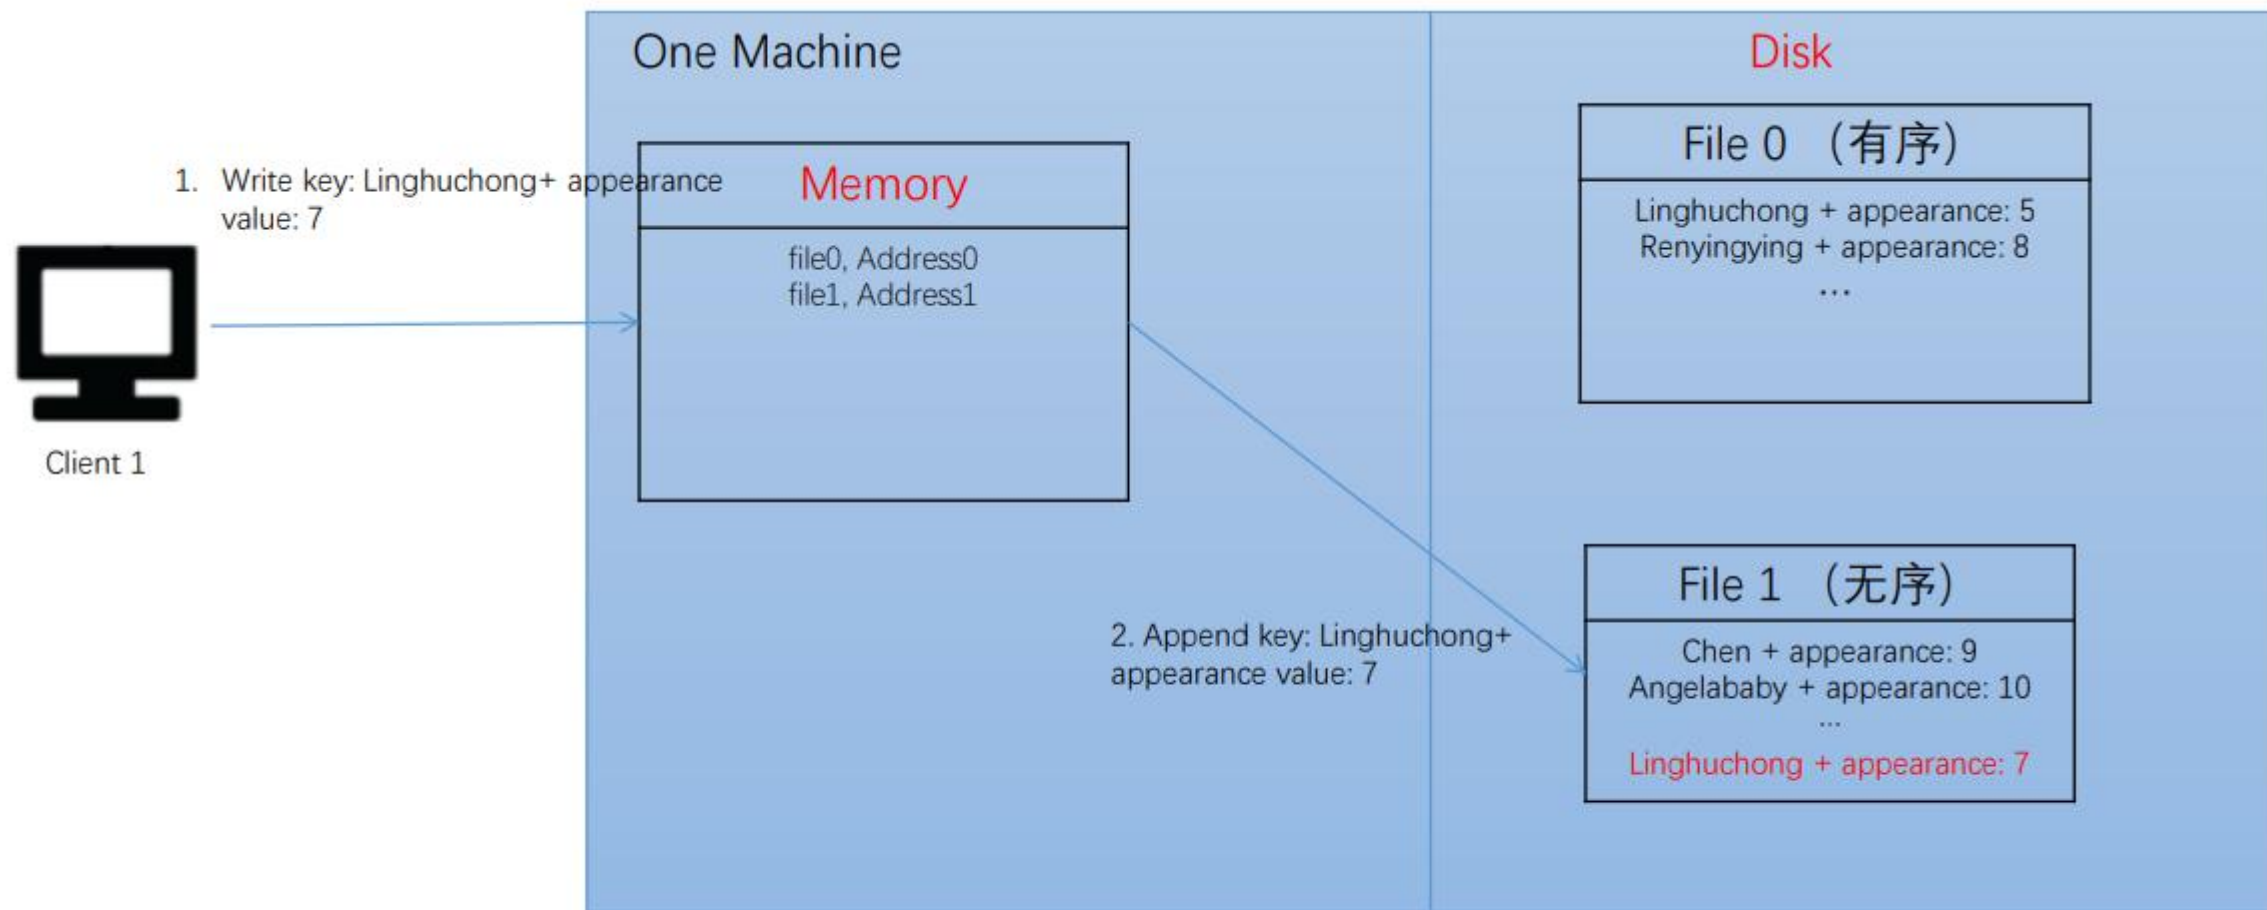 One Machine
Disk
1. Write key: Linghuchong+ appearance
value: 7
Client 1
Memory
file0, Address0
file1, Address1
File 0 （有序）
Linghuchong + appearance: 5
Renyingying + appearance: 8
...
2. Append key: Linghuchong+
appearance value: 7
File 1 （无序）
Chen + appearance: 9
Angelababy + appearance: 10
...
Linghuchong + appearance: 7